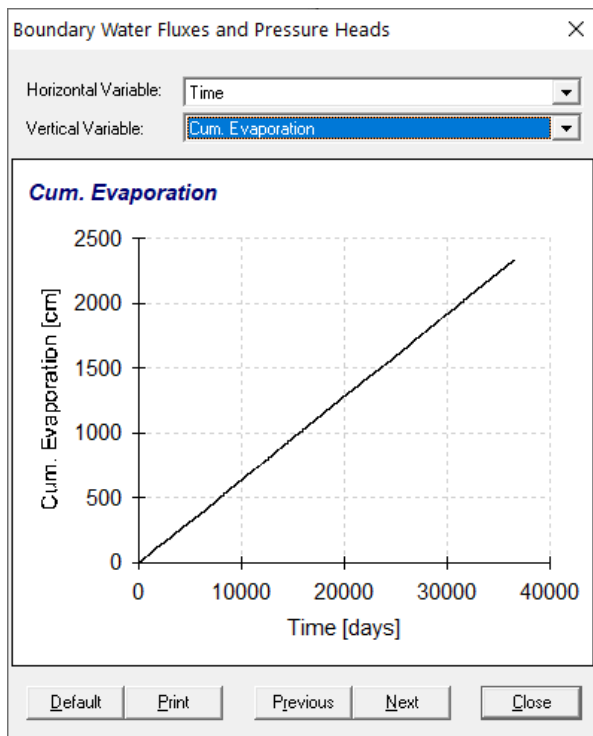 Boundary Water Fluxes and Pressure Heads
Horizontal Variable: Time
Vertical Variable: Cum. Evaporation
Cum. Evaporation
Cum. Evaporation [cm]
2500
2000
1500
1000
500
0
0 10000 20000 30000 40000
Time [days]
Default Print Previous Next Close